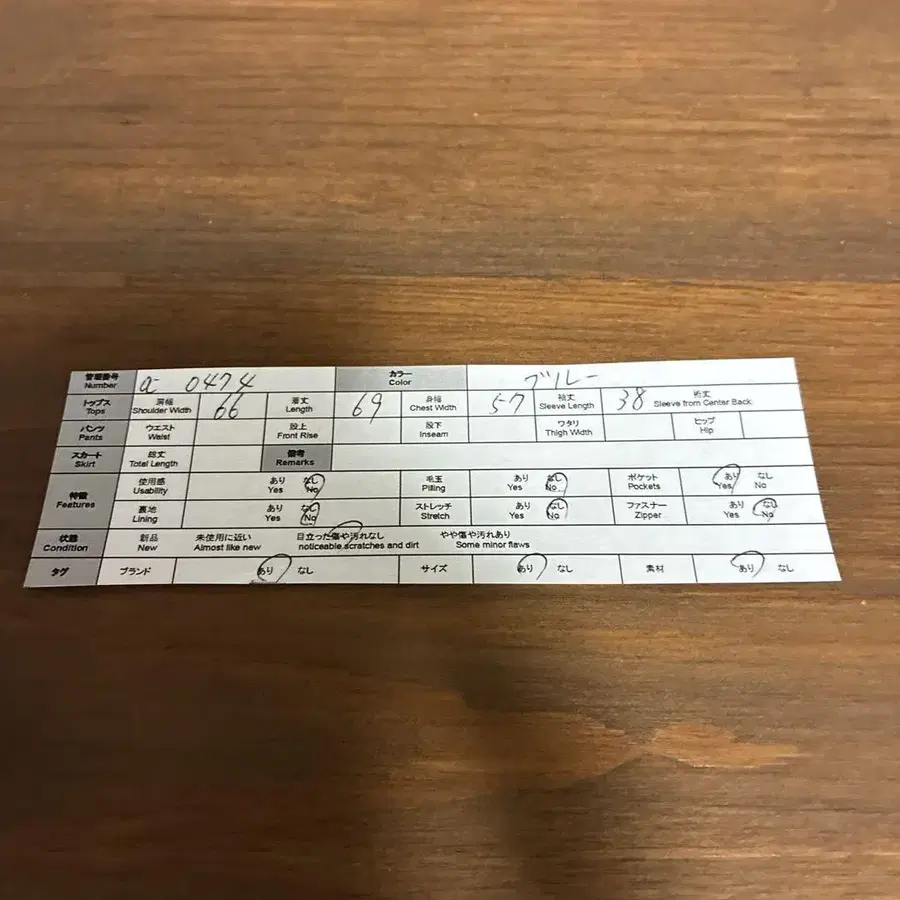 管理番号 a 0474 カラー ブルー
Number Color
トップス 肩幅 66 着丈 69 身幅 57 袖丈 38 裄丈
Tops Shoulder Width Length Chest Width Sleeve Length Sleeve from Center Back
パンツ ウエスト 股上 股下 ワタリ ヒップ
Pants Waist Front Rise Inseam Thigh Width Hip
スカート 総丈 備考
Skirt Total Length Remarks
特徴 使用感 あり なし 毛玉 あり なし ポケット あり なし
Features Usability Yes No Pilling Yes No Pockets Yes No
裏地 あり なし ストレッチ あり なし ファスナー あり なし
Lining Yes No Stretch Yes No Zipper Yes No
状態 新品 未使用に近い 目立った傷や汚れなし やや傷や汚れあり
Condition New Almost like new noticeable scratches and dirt Some minor flaws
タグ ブランド あり なし サイズ あり なし 素材 あり なし